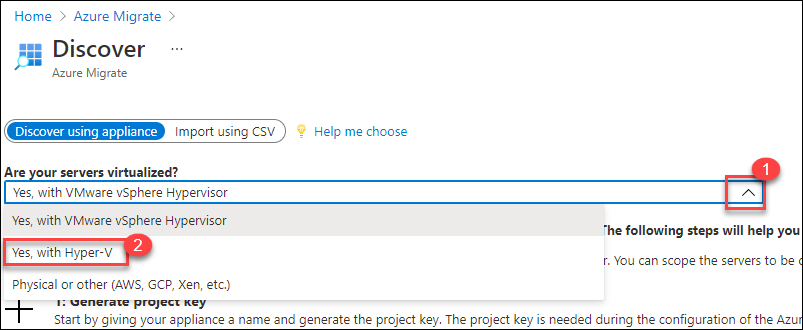 Home > Azure Migrate >
Discover ...
Azure Migrate
Discover using appliance Import using CSV Help me choose
Are your servers virtualized?
1
Yes, with VMware vSphere Hypervisor
Yes, with VMware vSphere Hypervisor
The following steps will help you
Yes, with Hyper-V 2
r. You can scope the servers to be
Physical or other (AWS, GCP, Xen, etc.)
1: Generate project key
Start by giving your appliance a name and generate the project key. The project key is needed during the configuration of the Azur